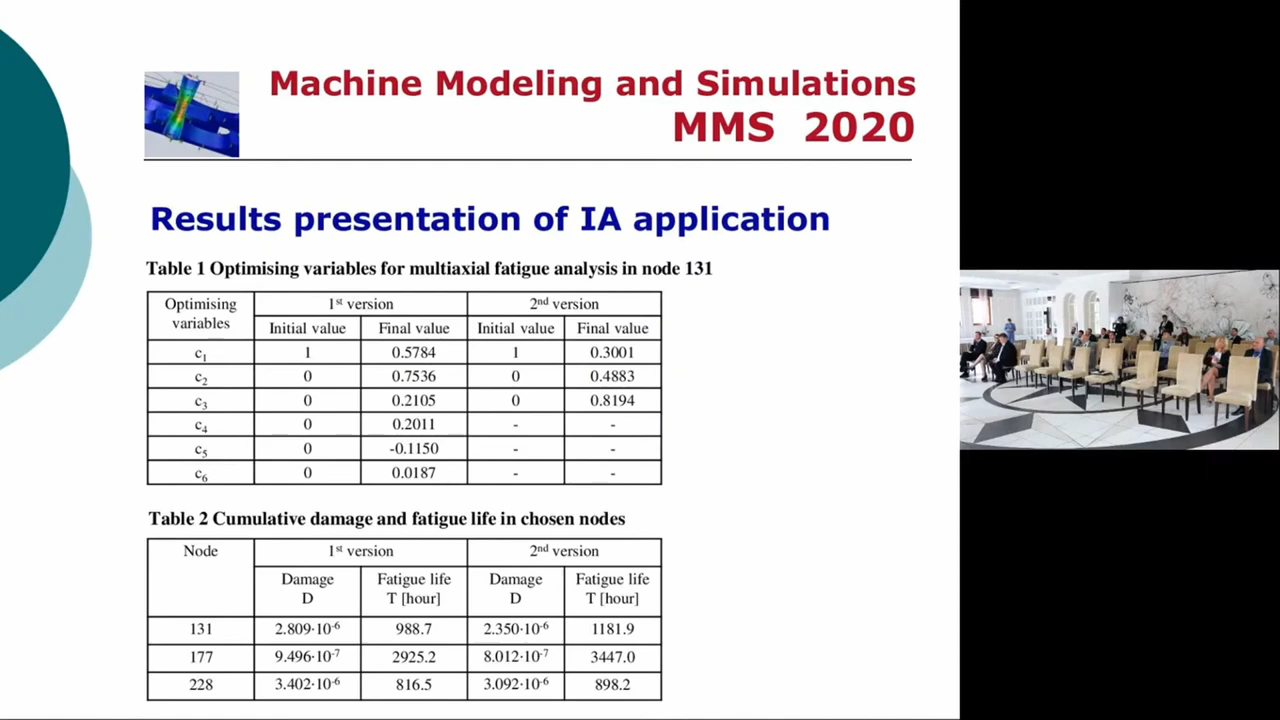 Machine Modeling and Simulations
MMS 2020
Results presentation of IA application
Table 1 Optimising variables for multiaxial fatigue analysis in node 131
Optimising variables 1st version 2nd version
Initial value Final value Initial value Final value
c1 1 0.5784 1 0.3001
c2 0 0.7536 0 0.4883
c3 0 0.2105 0 0.8194
c4 0 0.2011 - -
c5 0 -0.1150 - -
c6 0 0.0187 - -
Table 2 Cumulative damage and fatigue life in chosen nodes
Node 1st version 2nd version
Damage D Fatigue life T [hour] Damage D Fatigue life T [hour]
131 2.809·10-6 988.7 2.350·10-6 1181.9
177 9.496·10-7 2925.2 8.012·10-7 3447.0
228 3.402·10-6 816.5 3.092·10-6 898.2